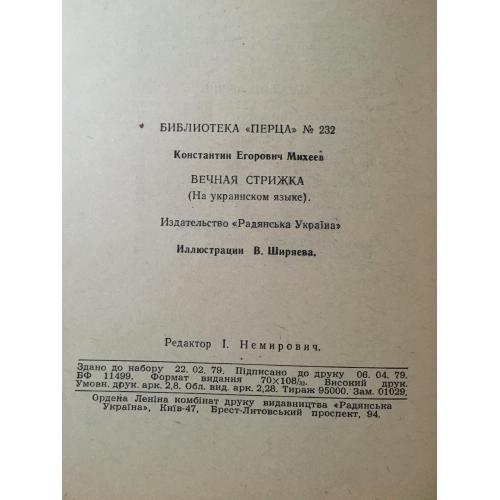 БИБЛИОТЕКА «ПЕРЦА» № 232
Константин Егорович Михеев
ВЕЧНАЯ СТРИЖКА
(На украинском языке).
Издательство «Радянська Україна»
Иллюстрации В. Ширяева.
Редактор І. Немирович.
Здано до набору 22. 02. 79. Підписано до друку 06. 04. 79.
БФ 11499. Формат видання 70×108/₃₂. Високий друк.
Умовн. друк. арк. 2,8. Обл. вид. арк. 2,28. Тираж 95000. Зам. 01029.
Ордена Леніна комбінат друку видавництва «Радянська
Україна», Київ-47, Брест-Литовський проспект, 94.